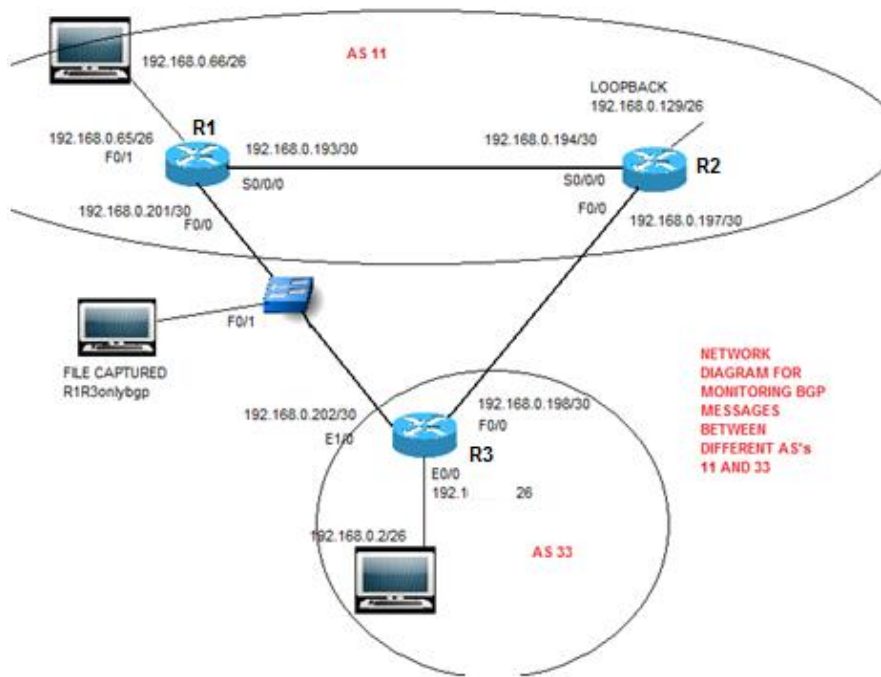 AS 11
192.168.0.66/26
LOOPBACK
192.168.0.129/26
192.168.0.65/26
F0/1
R1
192.168.0.193/30
192.168.0.194/30
R2
S0/0/0
S0/0/0
192.168.0.201/30
F0/0
F0/0
192.168.0.197/30
F0/1
FILE CAPTURED
R1R3onlybgp
NETWORK
DIAGRAM FOR
MONITORING BGP
MESSAGES
BETWEEN
DIFFERENT AS's
11 AND 33
192.168.0.202/30
E1/0
192.168.0.198/30
F0/0
R3
E0/0
26
192.168.0.2/26
AS 33